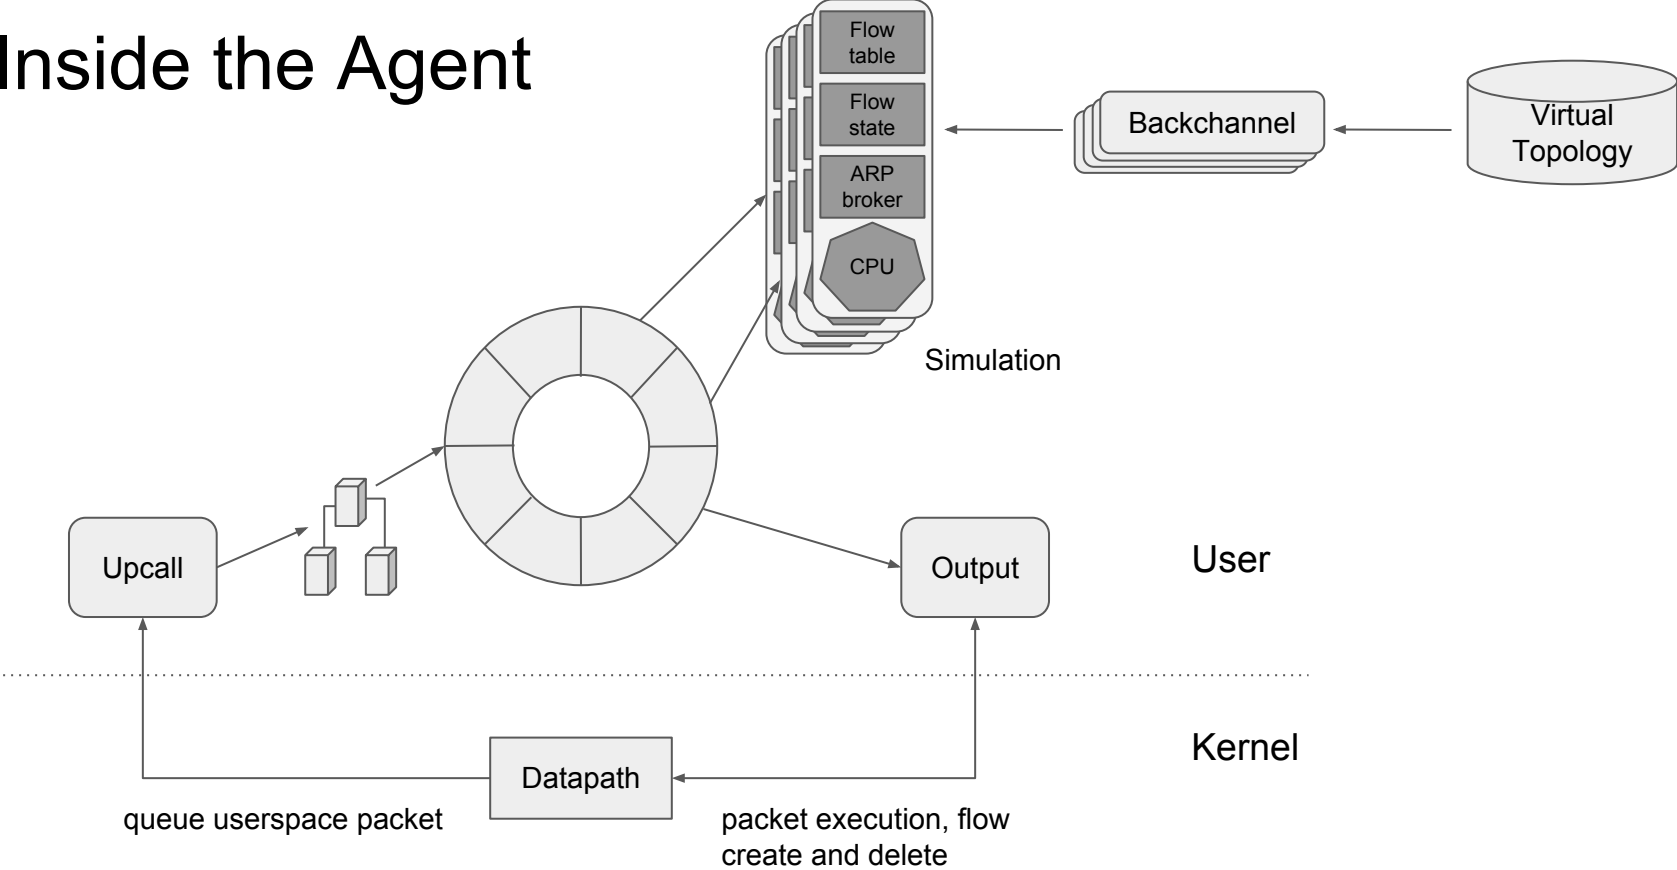 Inside the Agent
Flow
table
Flow
state
ARP
broker
CPU
Backchannel
Virtual
Topology
Simulation
Upcall
Output
User
Kernel
Datapath
queue userspace packet
packet execution, flow
create and delete